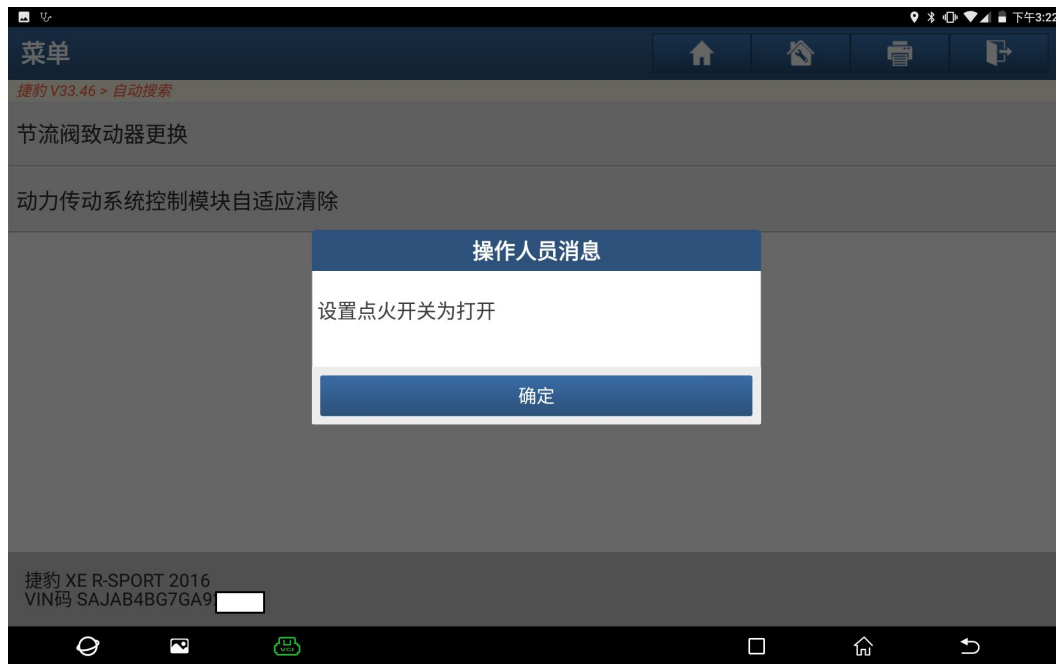 下午3:22
菜单
捷豹 V33.46 > 自动搜索
节流阀致动器更换
动力传动系统控制模块自适应清除
操作人员消息
设置点火开关为打开
确定
捷豹 XE R-SPORT 2016
VIN码 SAJAB4BG7GA9
VCI